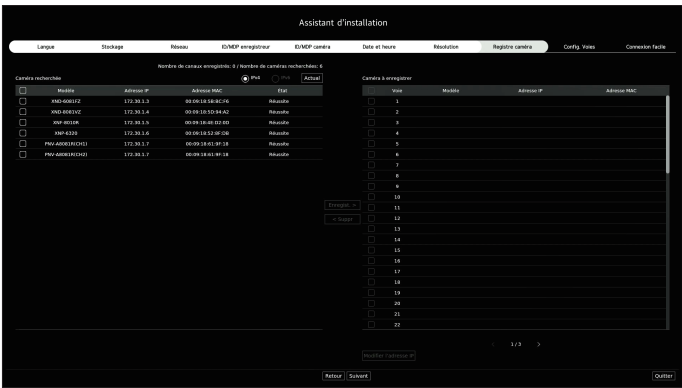 Assistant d'installation
Langue Stockage Réseau ID/MDP enregistreur ID/MDP caméra Date et heure Résolution Registre caméra Config. Voies Connexion facile
Nombre de canaux enregistrés: 0 / Nombre de caméras recherchées: 6
Caméra recherchée IPv4 IPv6 Actual Caméra à enregistrer
Modèle Adresse IP Adresse MAC État Voie Modèle Adresse IP Adresse MAC
XND-6081FZ 172.30.1.3 00:09:18:5B:BC:F6 Réussite 1
XND-8081VZ 172.30.1.4 00:09:18:5D:94:A2 Réussite 2
XNF-8010R 172.30.1.5 00:09:18:4E:D2:0D Réussite 3
XNP-6320 172.30.1.6 00:09:18:52:8F:DB Réussite 4
PNV-A8081R(CH1) 172.30.1.7 00:09:18:61:9F:18 Réussite 5
PNV-A8081R(CH2) 172.30.1.7 00:09:18:61:9F:18 Réussite 6
7
8
9
10
Enregist. > 11
< Suppr 12
13
14
15
16
17
18
19
20
21
22
1/3
Modifier l'adresse IP
Retour Suivant Quitter